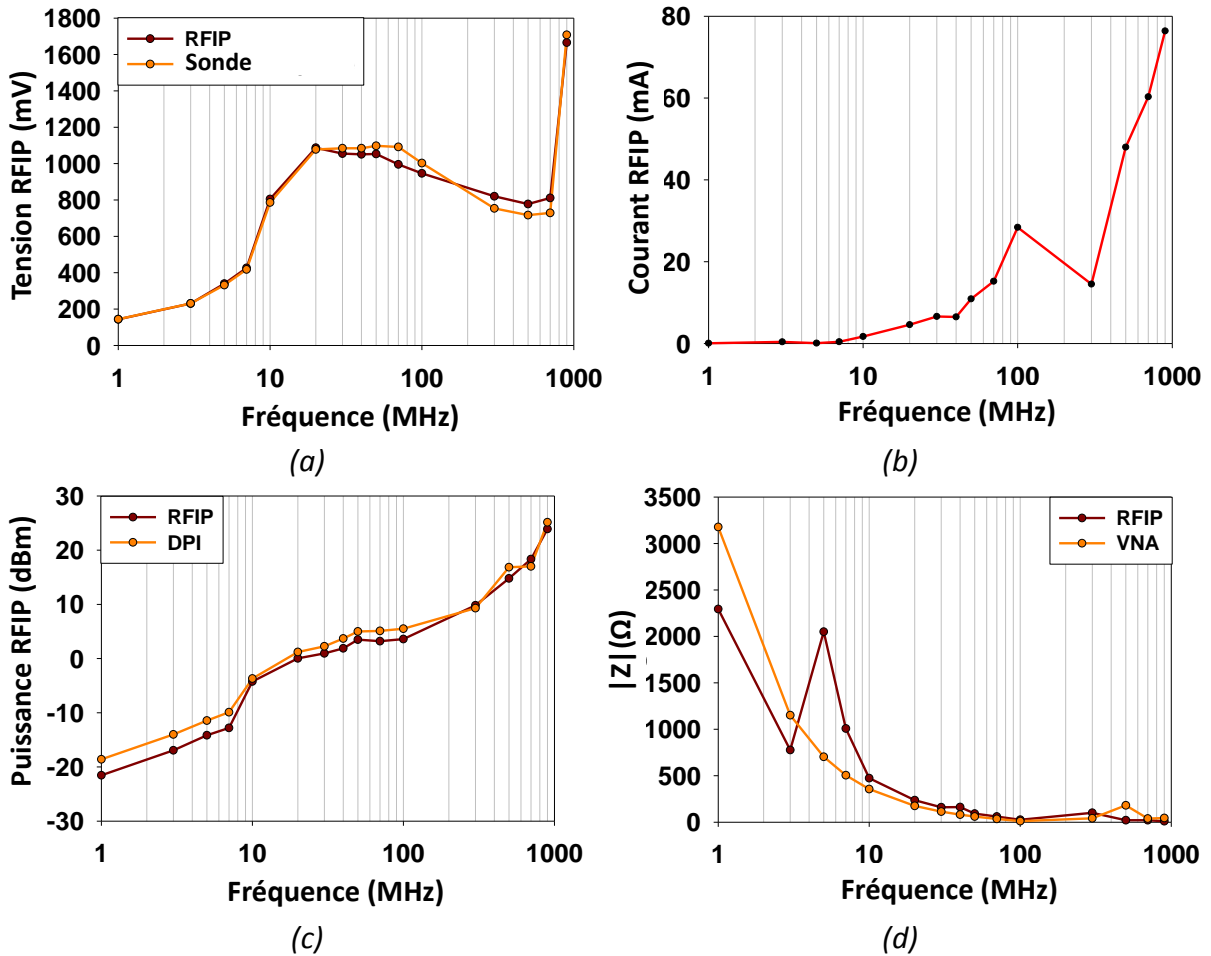 1800
1600
1400
1200
1000
800
600
400
200
0
Tension RFIP (mV)
RFIP
Sonde
1 10 100 1000
Fréquence (MHz)
(a)
80
60
40
20
0
Courant RFIP (mA)
1 10 100 1000
Fréquence (MHz)
(b)
30
20
10
0
-10
-20
-30
Puissance RFIP (dBm)
RFIP
DPI
1 10 100 1000
Fréquence (MHz)
(c)
3500
3000
2500
2000
1500
1000
500
0
|Z|(Ω)
RFIP
VNA
1 10 100 1000
Fréquence (MHz)
(d)